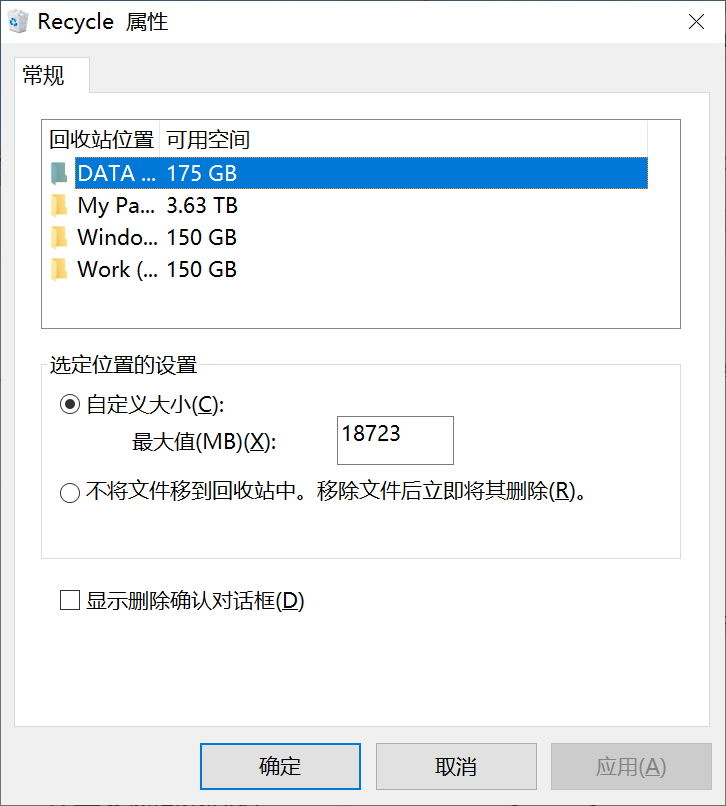 Recycle 属性
常规
回收站位置 可用空间
DATA ... 175 GB
My Pa... 3.63 TB
Windo... 150 GB
Work (... 150 GB
选定位置的设置
自定义大小(C):
最大值(MB)(X): 18723
不将文件移到回收站中。移除文件后立即将其删除(R)。
显示删除确认对话框(D)
确定 取消 应用(A)